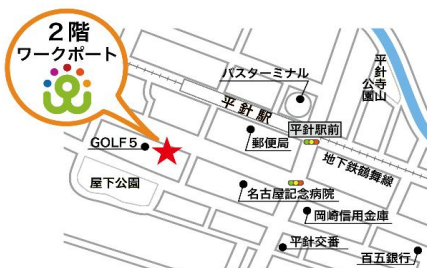 2階
ワークポート
バスターミナル
平針
公寺
園山
平針駅
平針駅前
郵便局
地下鉄鶴舞線
GOLF5
屋下公園
名古屋記念病院
岡崎信用金庫
平針交番
百五銀行